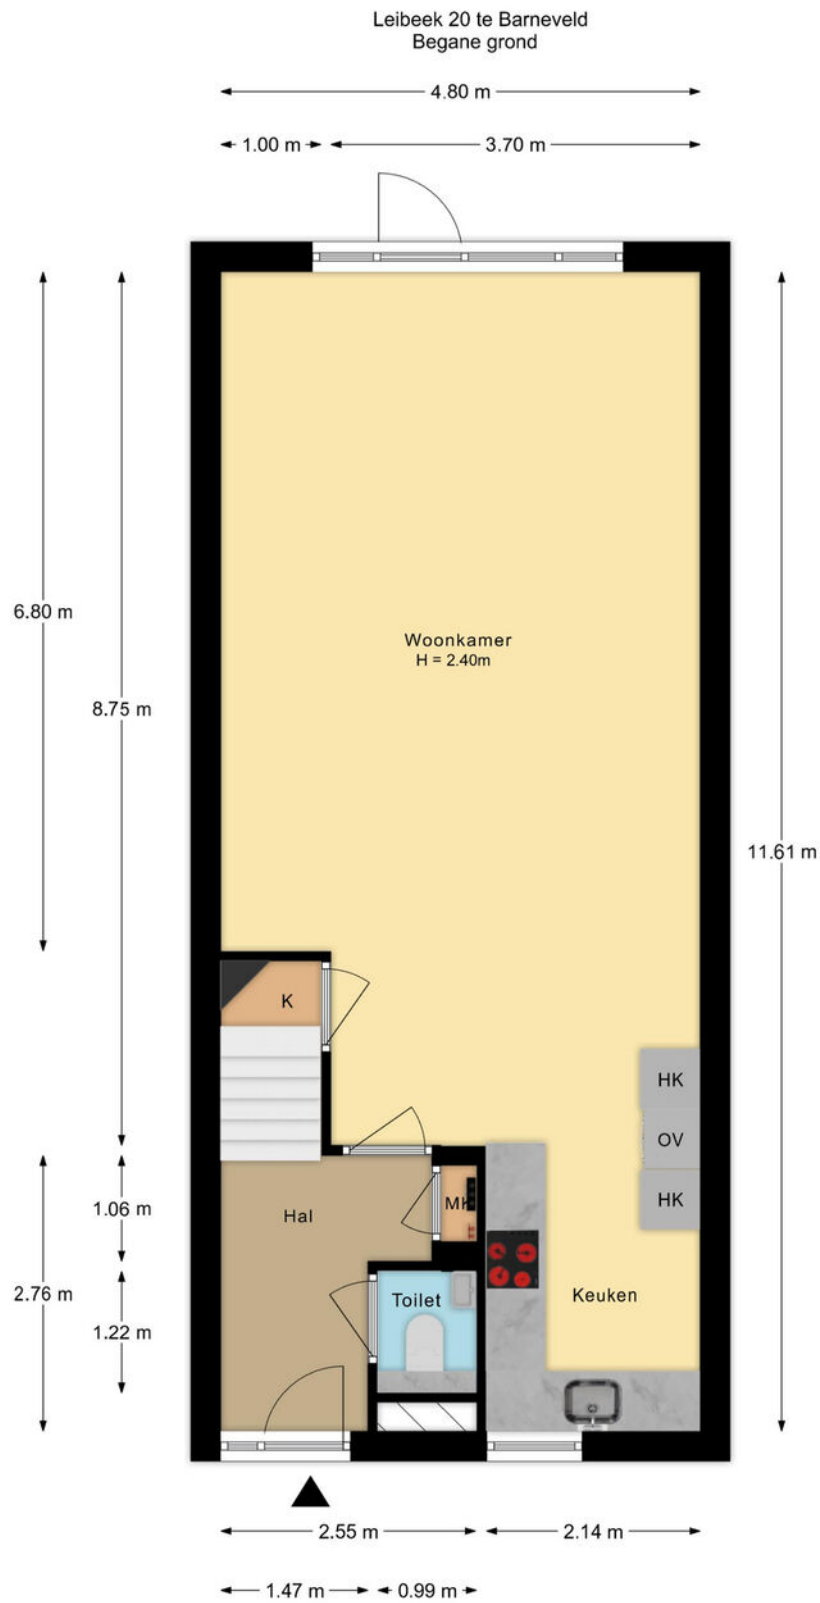 Leibeek 20 te Barneveld
Begane grond
4.80 m
1.00 m
3.70 m
6.80 m
8.75 m
Woonkamer
H = 2.40m
11.61 m
K
HK
OV
HK
1.06 m
MK
Hal
2.76 m
1.22 m
Toilet
Keuken
2.55 m
2.14 m
1.47 m
0.99 m